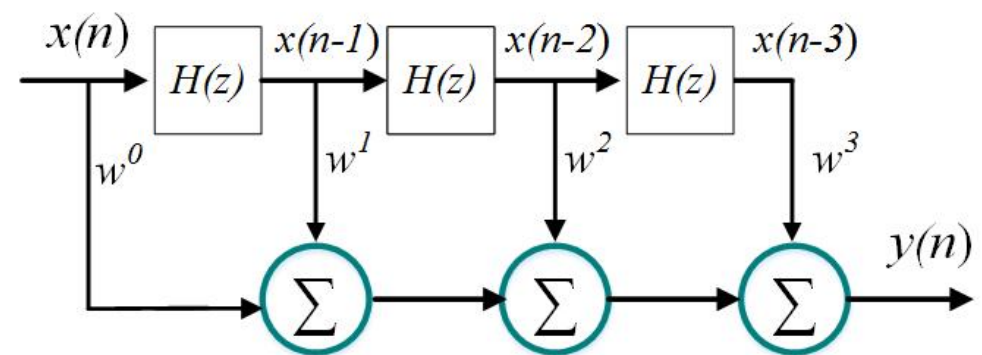 x(n) H(z) x(n-1) H(z) x(n-2) H(z) x(n-3)
w⁰ w¹ w² w³
y(n)
∑ ∑ ∑